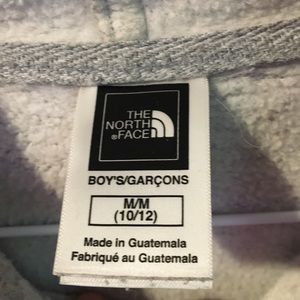 THE
NORTH
FACE
BOY'S/GARÇONS
M/M
(10/12)
Made in Guatemala
Fabriqué au Guatemala